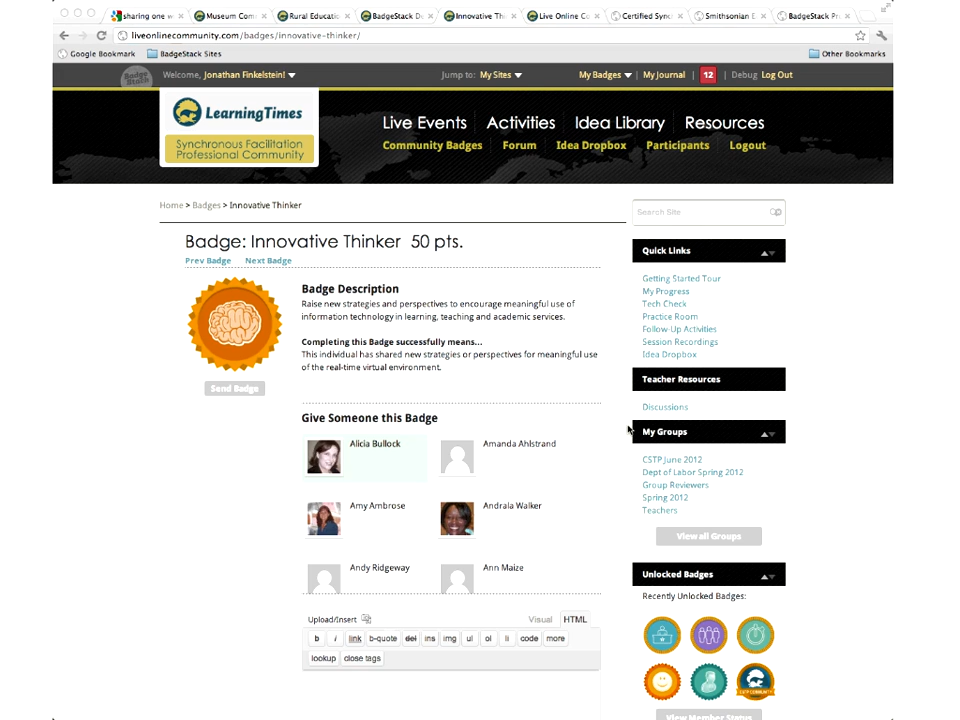 sharing one w
Museum Com
Rural Educatio
BadgeStack D
Innovative Thi
Live Online Co
Certified Sync
Smithsonian E
BadgeStack Pr
liveonlinecommunity.com/badges/innovative-thinker/
Google Bookmark
BadgeStack Sites
Other Bookmarks
Badge Stack
Welcome, Jonathan Finkelstein!
Jump to: My Sites
My Badges | My Journal | 12 | Debug Log Out
LearningTimes
Synchronous Facilitation
Professional Community
Live Events Activities Idea Library Resources
Community Badges Forum Idea Dropbox Participants Logout
Home > Badges > Innovative Thinker
Search Site
Badge: Innovative Thinker 50 pts.
Prev Badge Next Badge
Send Badge
Badge Description
Raise new strategies and perspectives to encourage meaningful use of
information technology in learning, teaching and academic services.
Completing this Badge successfully means...
This individual has shared new strategies or perspectives for meaningful use
of the real-time virtual environment.
Give Someone this Badge
Alicia Bullock
Amanda Ahlstrand
Amy Ambrose
Andrala Walker
Andy Ridgeway
Ann Maize
Upload/Insert
Visual HTML
b i link b-quote del ins img ul ol li code more
lookup close tags
Quick Links
Getting Started Tour
My Progress
Tech Check
Practice Room
Follow-Up Activities
Session Recordings
Idea Dropbox
Teacher Resources
Discussions
My Groups
CSTP June 2012
Dept of Labor Spring 2012
Group Reviewers
Spring 2012
Teachers
View all Groups
Unlocked Badges
Recently Unlocked Badges:
View Member Status